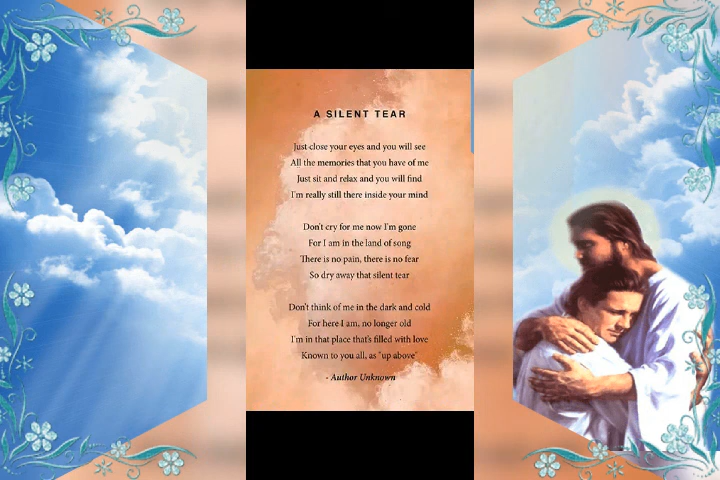 A SILENT TEAR
Just close your eyes and you will see
All the memories that you have of me
Just sit and relax and you will find
I'm really still there inside your mind
Don't cry for me now I'm gone
For I am in the land of song
There is no pain, there is no fear
So dry away that silent tear
Don't think of me in the dark and cold
For here I am, no longer old
I'm in that place that's filled with love
Known to you all, as "up above"
- Author Unknown